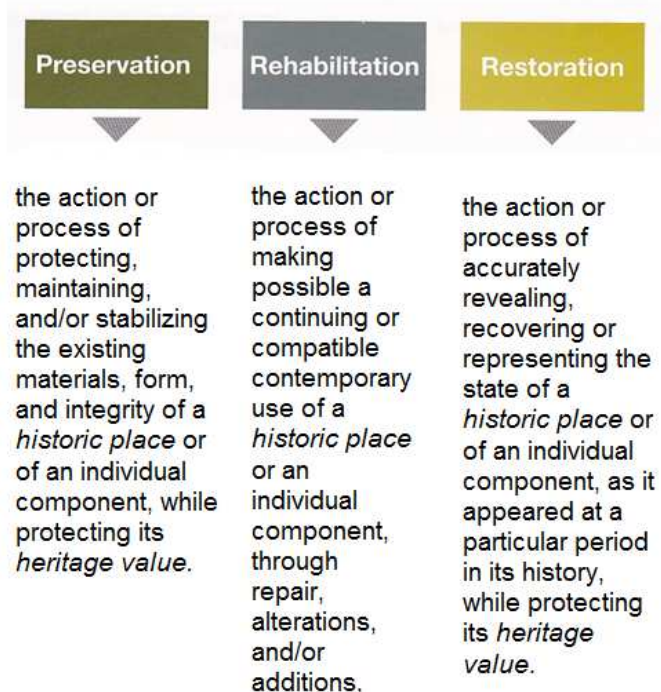 Preservation
the action or
process of
protecting,
maintaining,
and/or stabilizing
the existing
materials, form,
and integrity of a
historic place or
of an individual
component, while
protecting its
heritage value.
Rehabilitation
the action or
process of
making
possible a
continuing or
compatible
contemporary
use of a
historic place
or an
individual
component,
through
repair,
alterations,
and/or
additions.
Restoration
the action or
process of
accurately
revealing,
recovering or
representing the
state of a
historic place or
of an individual
component, as it
appeared at a
particular period
in its history,
while protecting
its heritage
value.